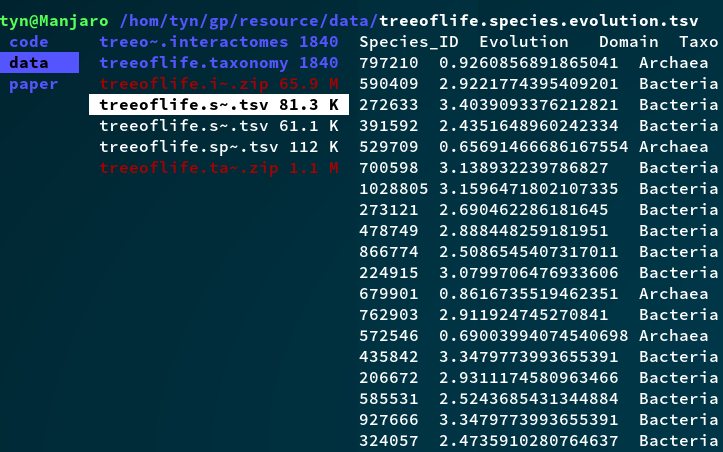 tyn@Manjaro /hom/tyn/gp/resource/data/treeoflife.species.evolution.tsv
code treeo~.interactomes 1840 Species_ID Evolution Domain Taxo
data treeoflife.taxonomy 1840 797210 0.9260856891865041 Archaea
paper treeoflife.i~.zip 65.9 M 590409 2.9221774395409201 Bacteria
treeoflife.s~.tsv 81.3 K 272633 3.4039093376212821 Bacteria
treeoflife.s~.tsv 61.1 K 391592 2.4351648960242334 Bacteria
treeoflife.sp~.tsv 112 K 529709 0.65691466686167554 Archaea
treeoflife.ta~.zip 1.1 M 700598 3.138932239786827 Bacteria
1028805 3.1596471802107335 Bacteria
273121 2.690462286181645 Bacteria
478749 2.888448259181951 Bacteria
866774 2.5086545407317011 Bacteria
224915 3.0799706476933606 Bacteria
679901 0.8616735519462351 Archaea
762903 2.911924745270841 Bacteria
572546 0.69003994074540698 Archaea
435842 3.3479773993655391 Bacteria
206672 2.9311174580963466 Bacteria
585531 2.5243685431344884 Bacteria
927666 3.3479773993655391 Bacteria
324057 2.4735910280764637 Bacteria